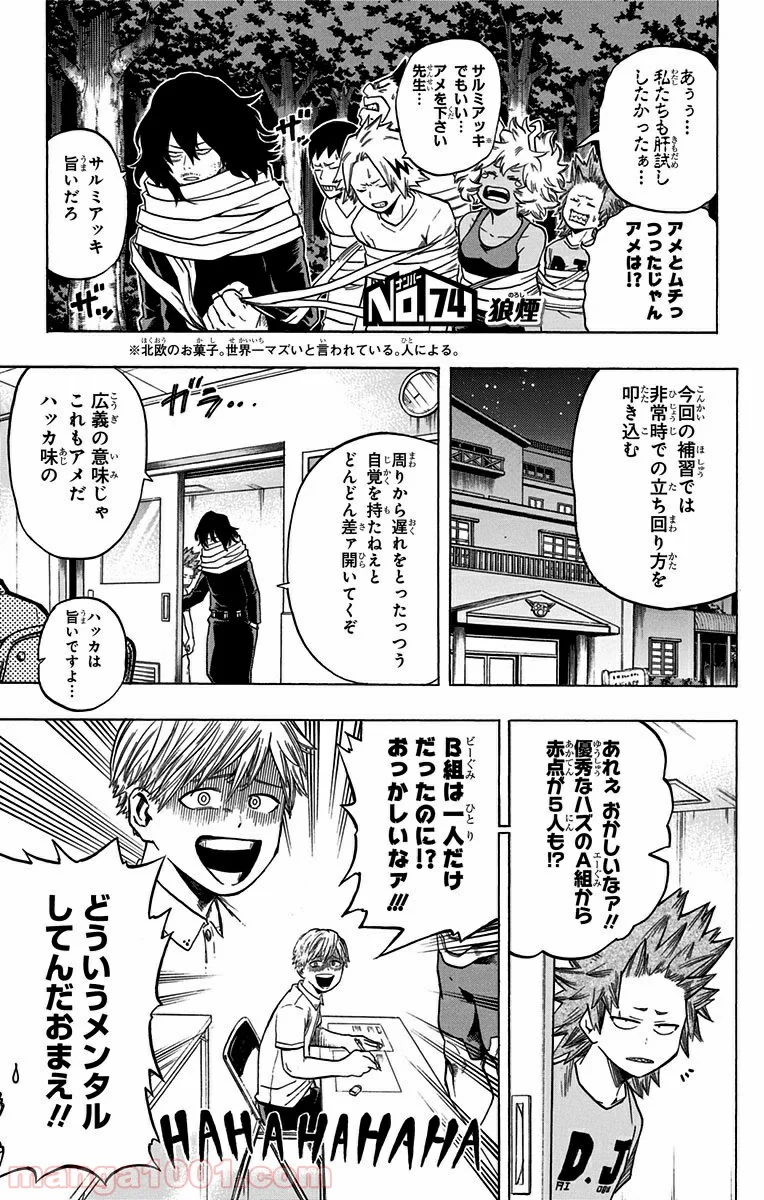 あぅぅ…
私たちも肝試し
したかったぁ…
アメとムチっ
つったじゃん
アメは!?
サルミアッキ※
でもいい…
アメを下さい
先生…
サルミアッキ
旨いだろ
ザッ
ザッ
No.74
狼煙
※北欧のお菓子。世界一マズいと言われている。人による。
今回の補習では
非常時での立ち回り方を
叩き込む
周りから遅れをとったっつう
自覚を持たねえと
どんどん差ァ開いてくぞ
ガラ…
広義の意味じゃ
これもアメだ
ハッカ味の
ハッカは
旨いですよ…
あれぇ おかしいなァ!!
優秀なハズのA組から
赤点が5人も!?
B組は一人だけ
だったのに!?
おっかしいなァ!!!
どういうメンタル
してんだおまえ!!
HAHAHAHAHAHA
D.J
manga1001.com